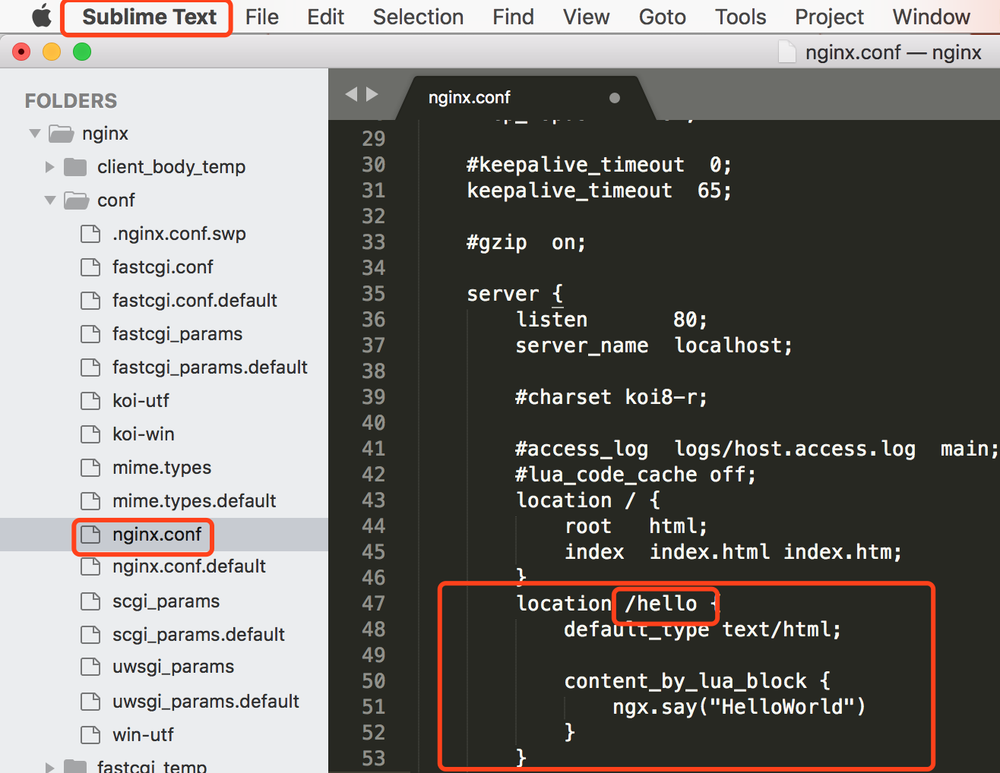 Sublime Text File Edit Selection Find View Goto Tools Project Window
nginx.conf — nginx
FOLDERS
nginx
client_body_temp
conf
.nginx.conf.swp
fastcgi.conf
fastcgi.conf.default
fastcgi_params
fastcgi_params.default
koi-utf
koi-win
mime.types
mime.types.default
nginx.conf
nginx.conf.default
scgi_params
scgi_params.default
uwsgi_params
uwsgi_params.default
win-utf
fastcgi_temp
nginx.conf
29
30 #keepalive_timeout  0;
31 keepalive_timeout  65;
32
33 #gzip  on;
34
35 server {
36 listen       80;
37 server_name  localhost;
38
39 #charset koi8-r;
40
41 #access_log  logs/host.access.log  main;
42 #lua_code_cache off;
43 location / {
44 root   html;
45 index  index.html index.htm;
46 }
47 location /hello {
48 default_type text/html;
49
50 content_by_lua_block {
51 ngx.say("HelloWorld")
52 }
53 }